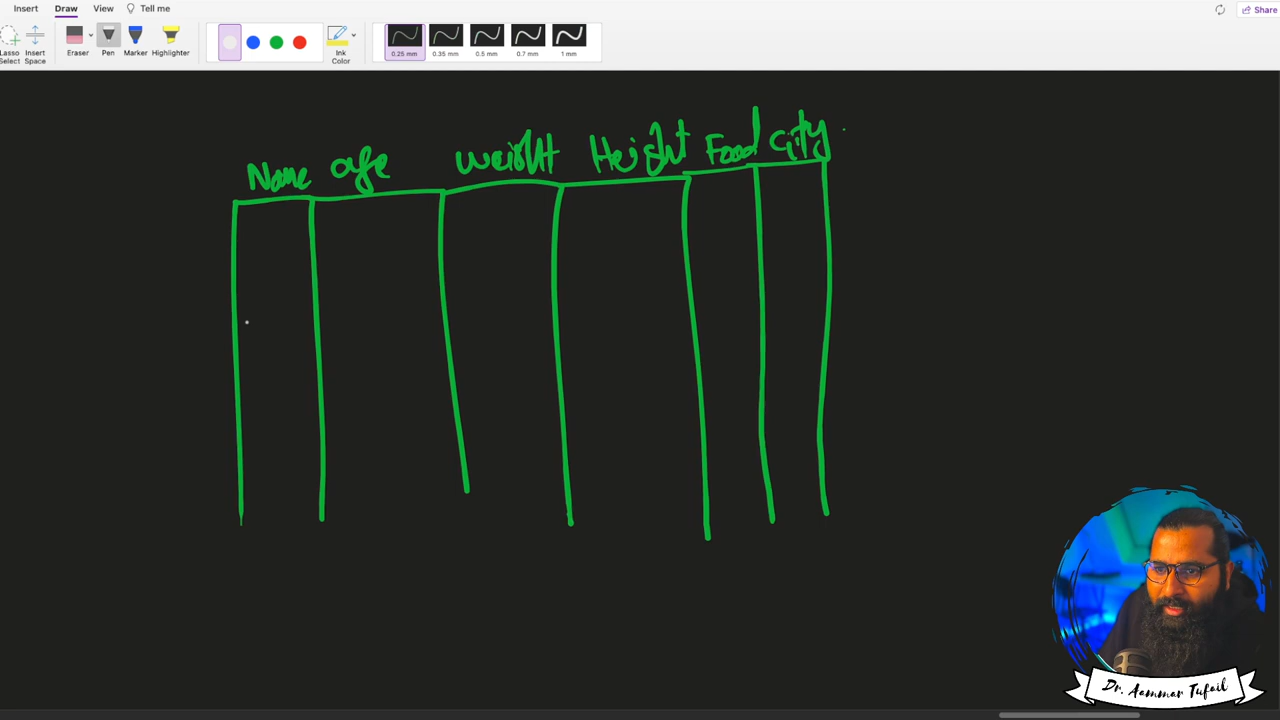 Insert Draw View Tell me
Share
Lasso Select
Insert Space
Eraser
Pen
Marker
Highlighter
Ink Color
0.25 mm
0.35 mm
0.5 mm
0.7 mm
1 mm
Name age Weight Height Food City
Dr. Aammar Tufail